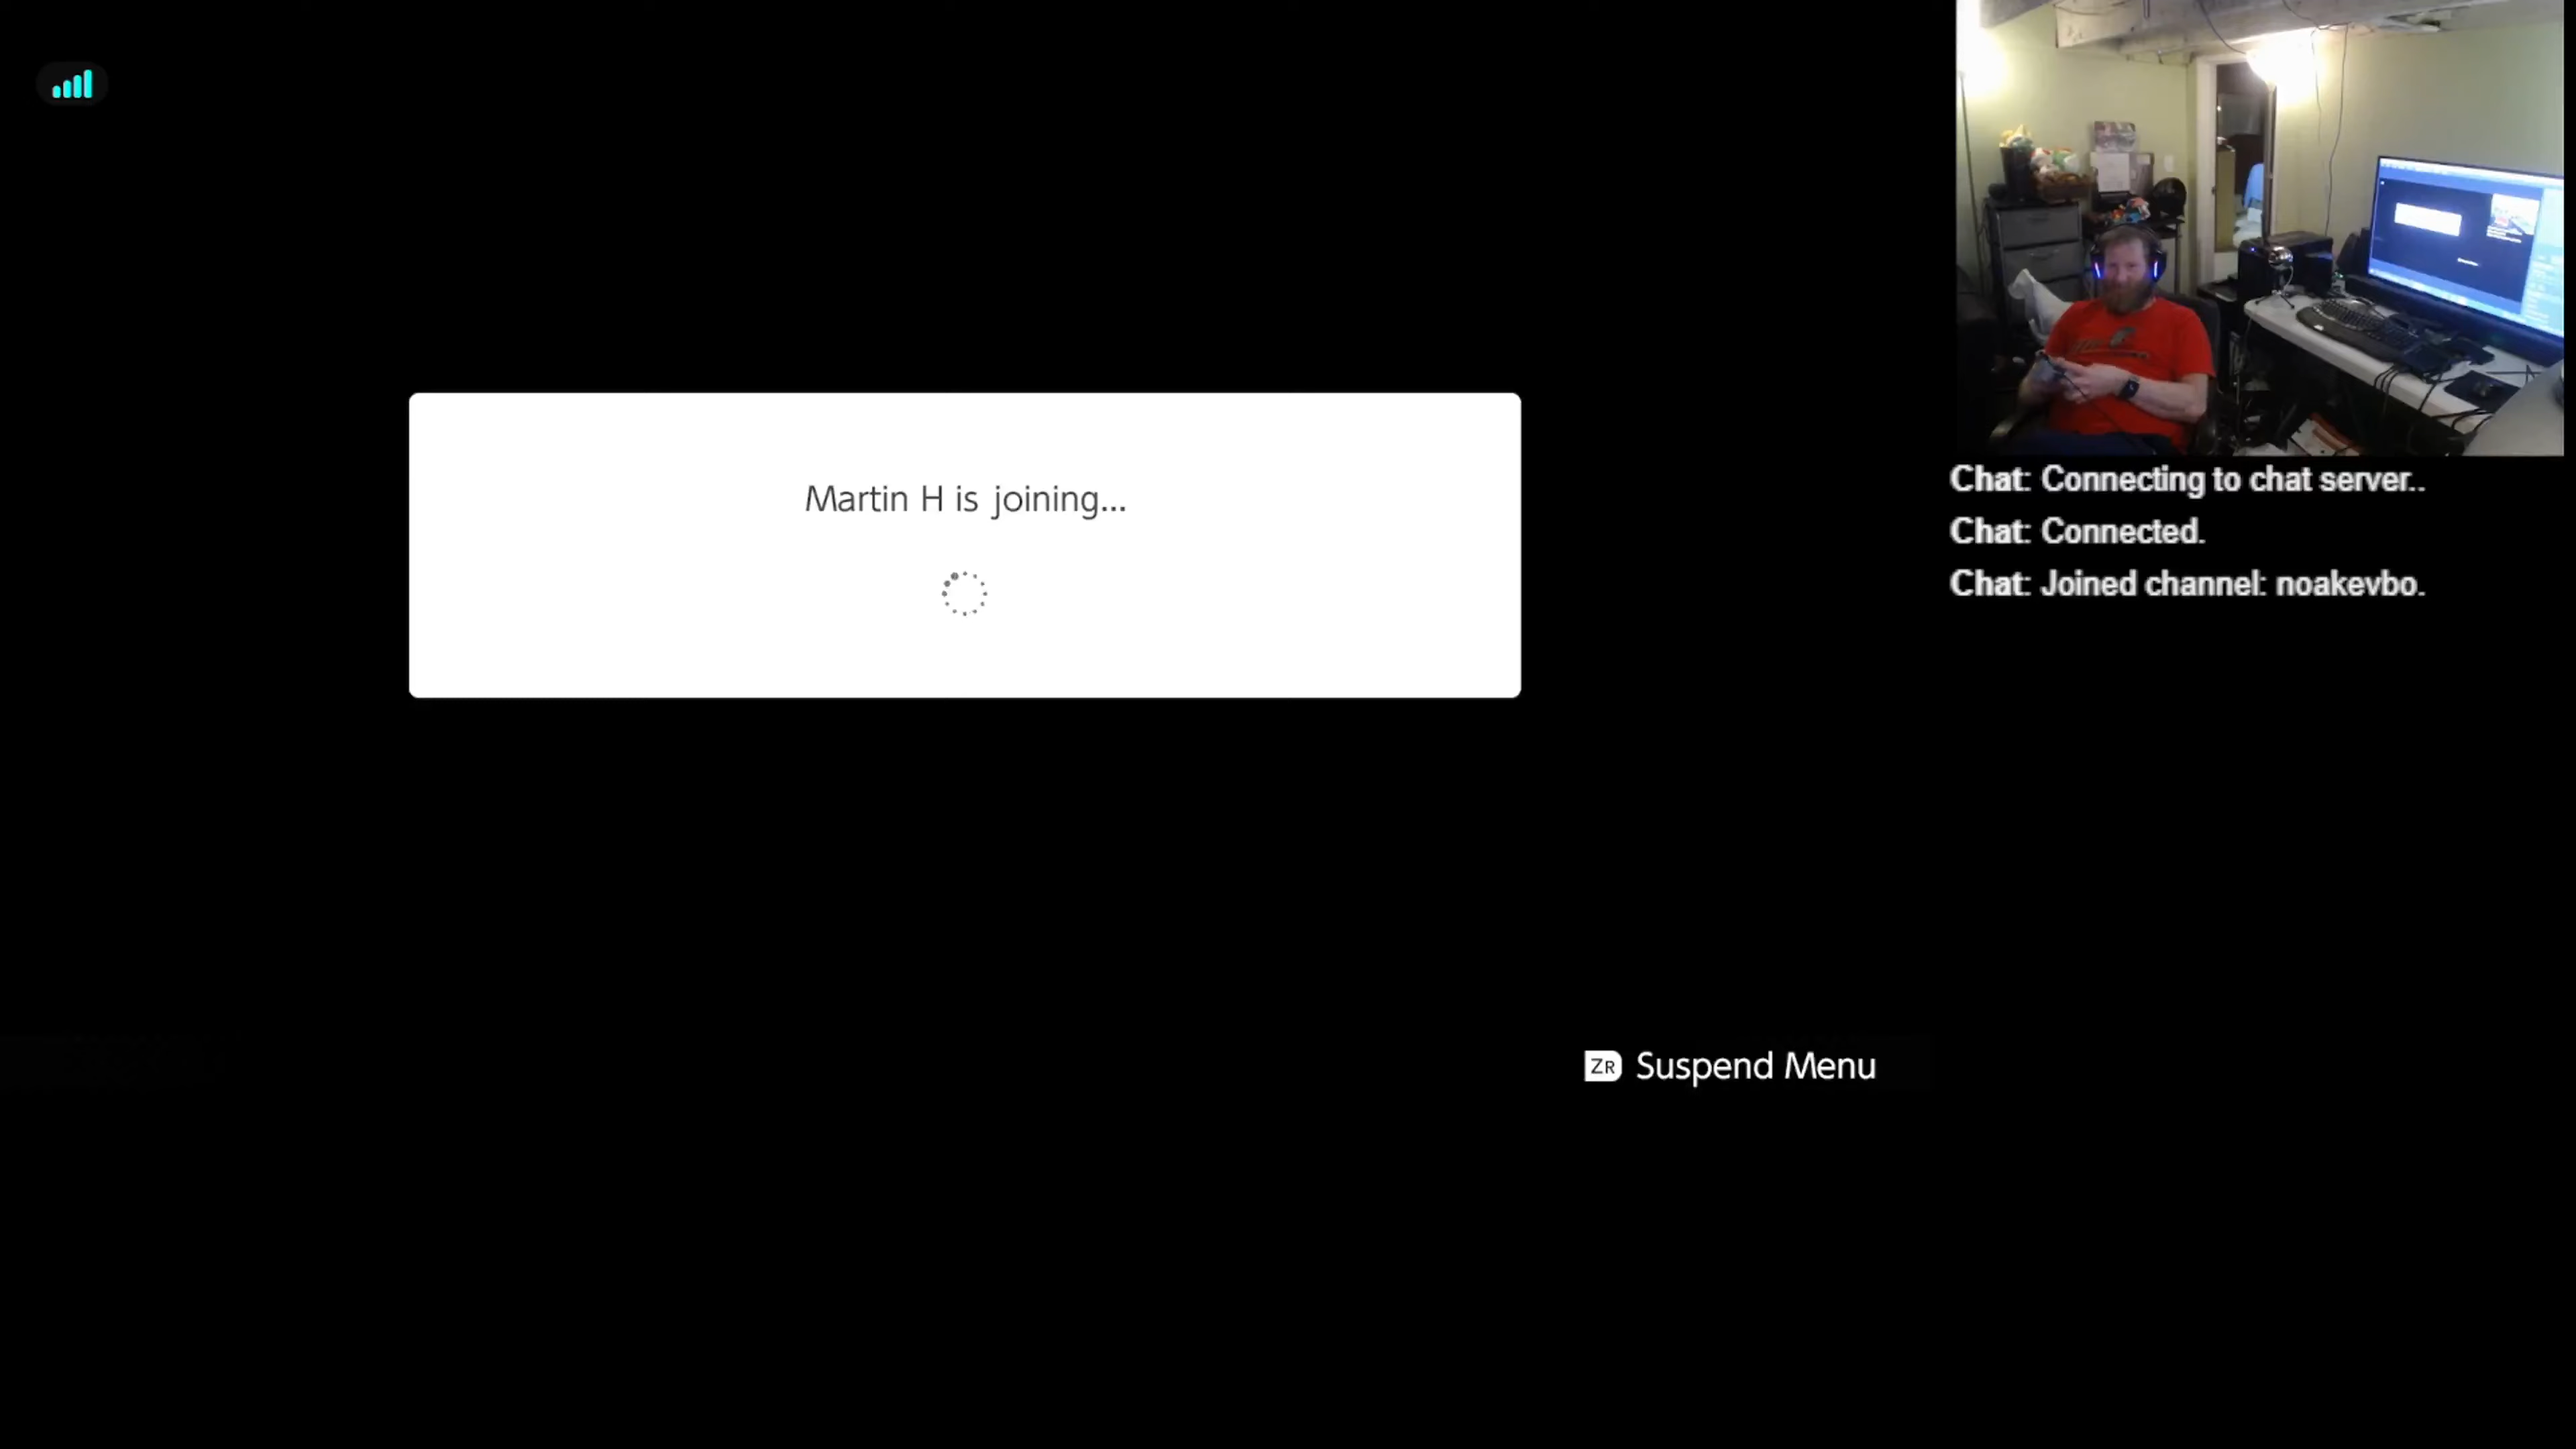 Martin H is joining...
ZR Suspend Menu
Chat: Connecting to chat server..
Chat: Connected.
Chat: Joined channel: noakevbo.